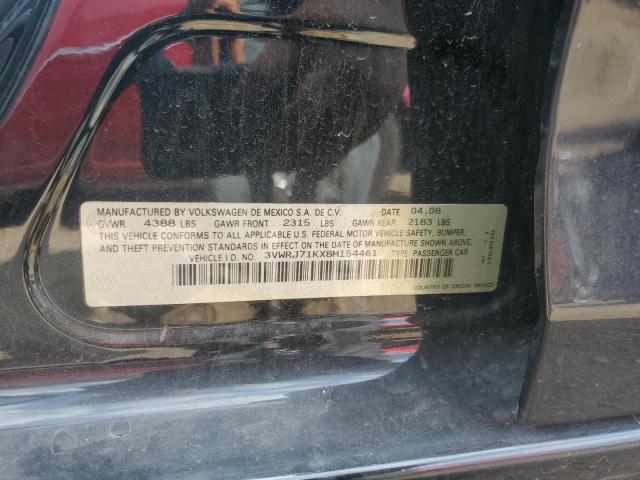 MANUFACTURED BY VOLKSWAGEN DE MEXICO S.A. DE C.V. DATE 04.08
GVWR 4388 LBS GAWR FRONT 2315 LBS GAWR REAR 2183 LBS
THIS VEHICLE CONFORMS TO ALL APPLICABLE U.S. FEDERAL MOTOR VEHICLE SAFETY, BUMPER,
AND THEFT PREVENTION STANDARDS IN EFFECT ON THE DATE OF MANUFACTURE SHOWN ABOVE.
VEHICLE I.D. NO. 3VWRJ71KX8M154461 TYPE: PASSENGER CAR
COUNTRY OF ORIGIN: MEXICO